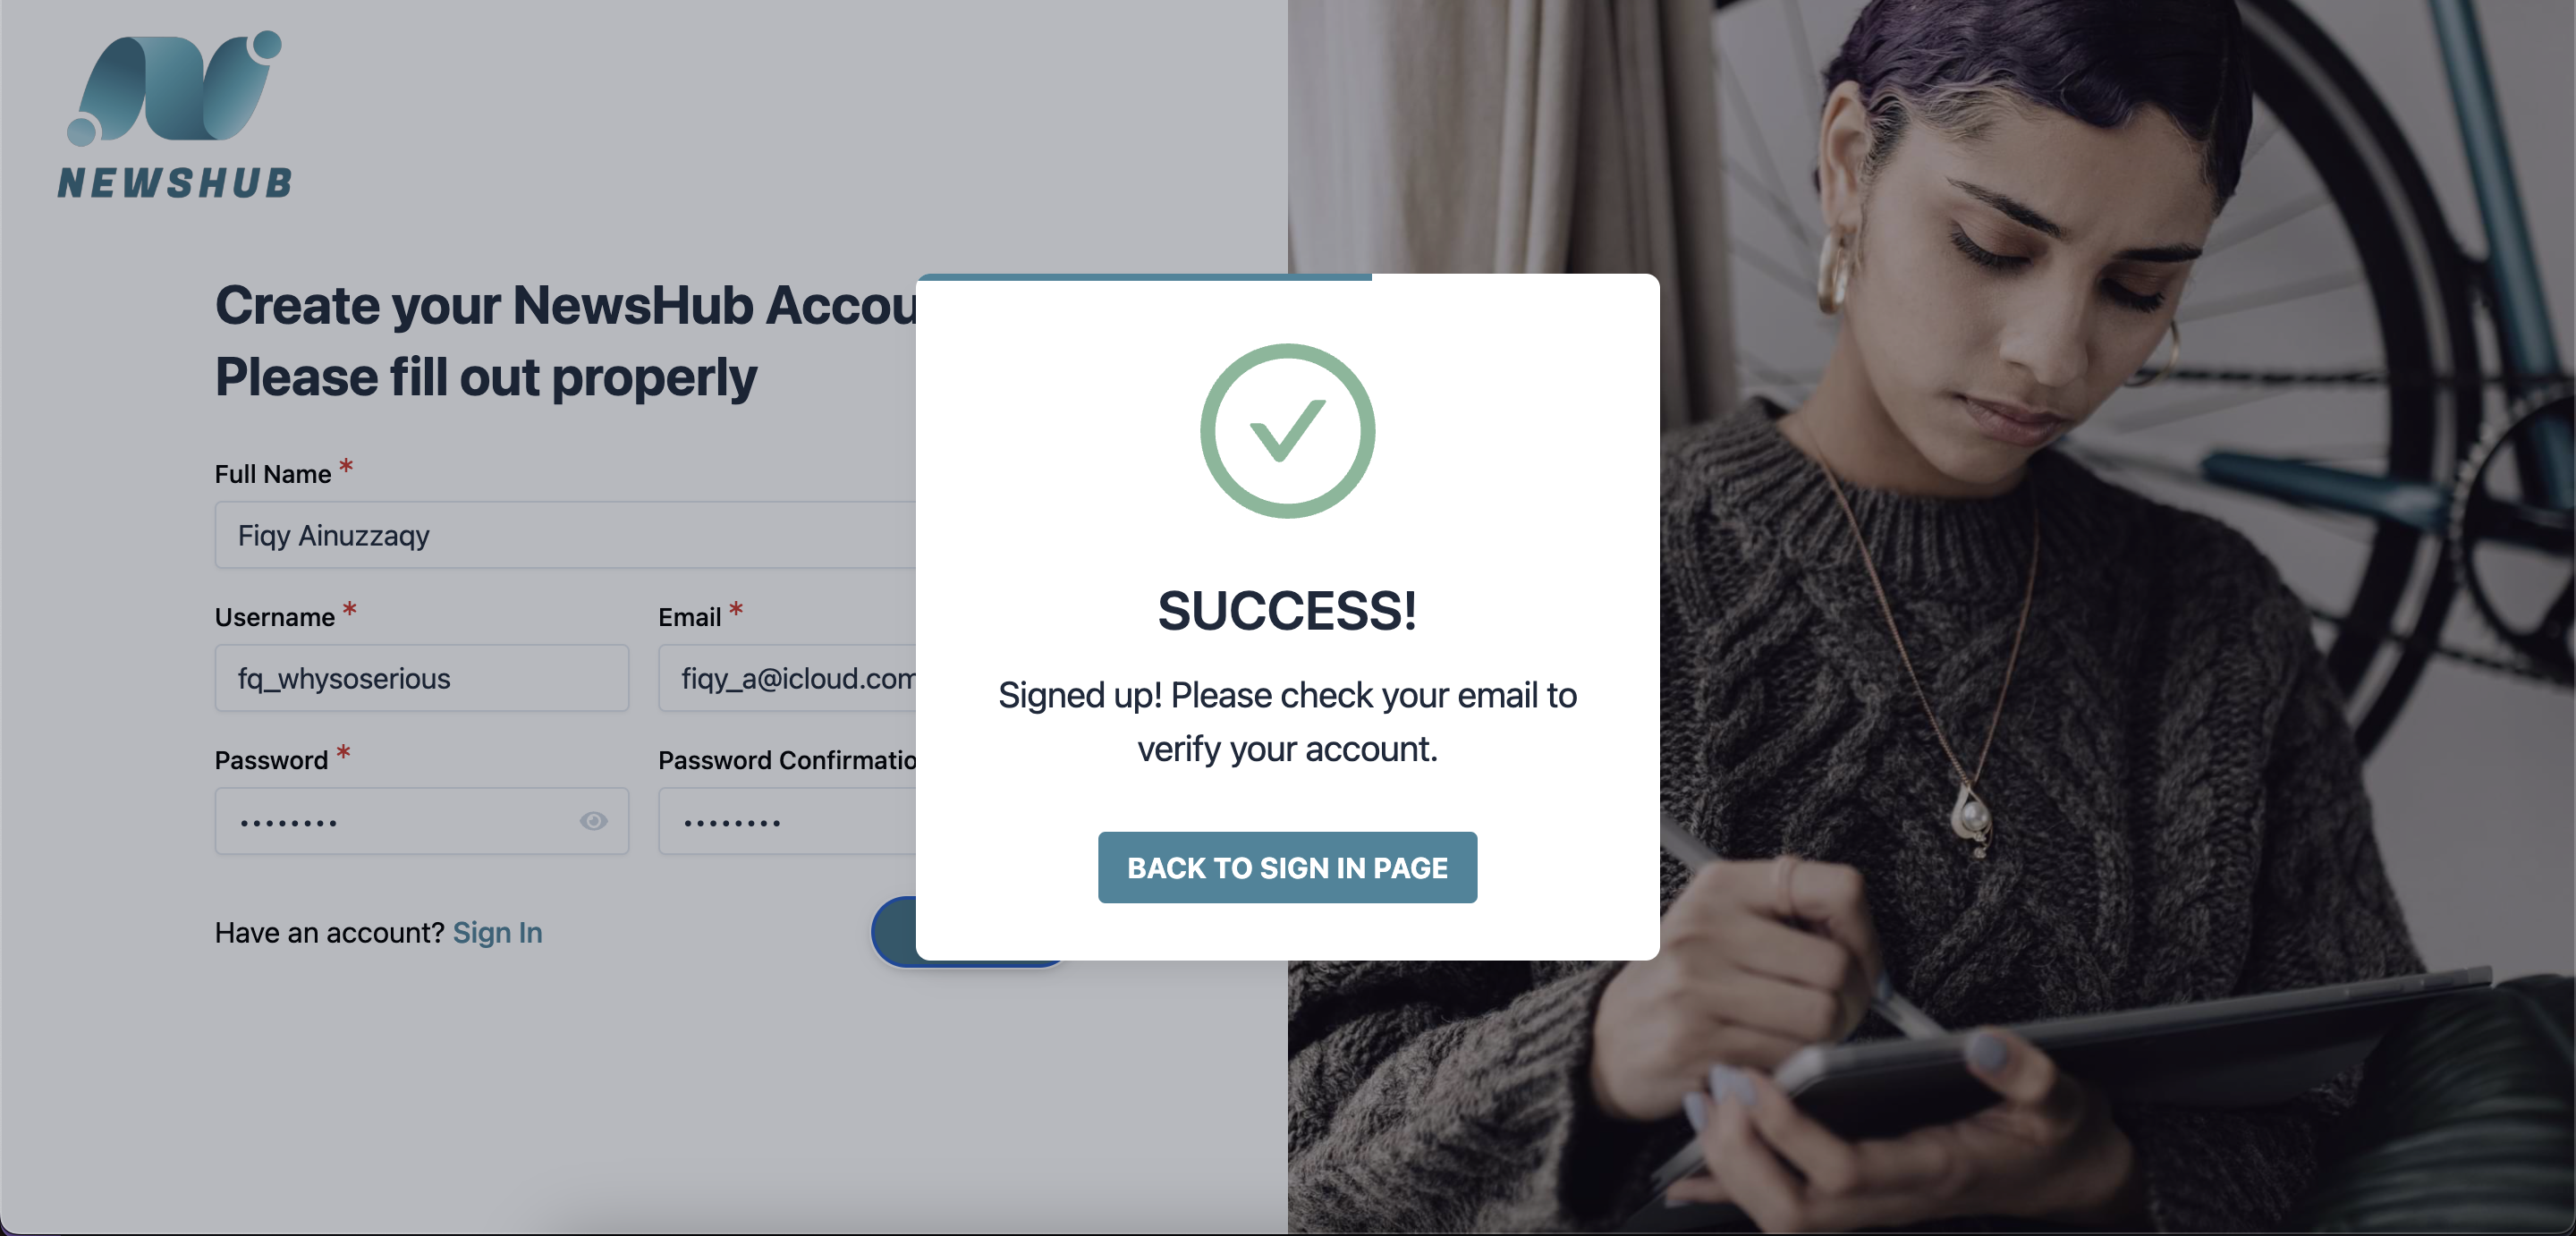 NEWSHUB
Create your NewsHub Accou
Please fill out properly
Full Name *
Fiqy Ainuzzaqy
Username *
Email *
fq_whysoserious
fiqy_a@icloud.com
Password *
Password Confirmatio
••••••••
••••••••
Have an account? Sign In
SUCCESS!
Signed up! Please check your email to
verify your account.
BACK TO SIGN IN PAGE